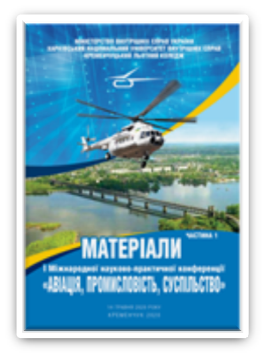 МІНІСТЕРСТВО ВНУТРІШНІХ СПРАВ УКРАЇНИ
ХАРКІВСЬКИЙ НАЦІОНАЛЬНИЙ УНІВЕРСИТЕТ ВНУТРІШНІХ СПРАВ
КРЕМЕНЧУЦЬКИЙ ЛЬОТНИЙ КОЛЕДЖ
ЧАСТИНА 1
МАТЕРІАЛИ
І Міжнародної науково-практичної конференції
«АВІАЦІЯ, ПРОМИСЛОВІСТЬ, СУСПІЛЬСТВО»
КРЕМЕНЧУК 2020